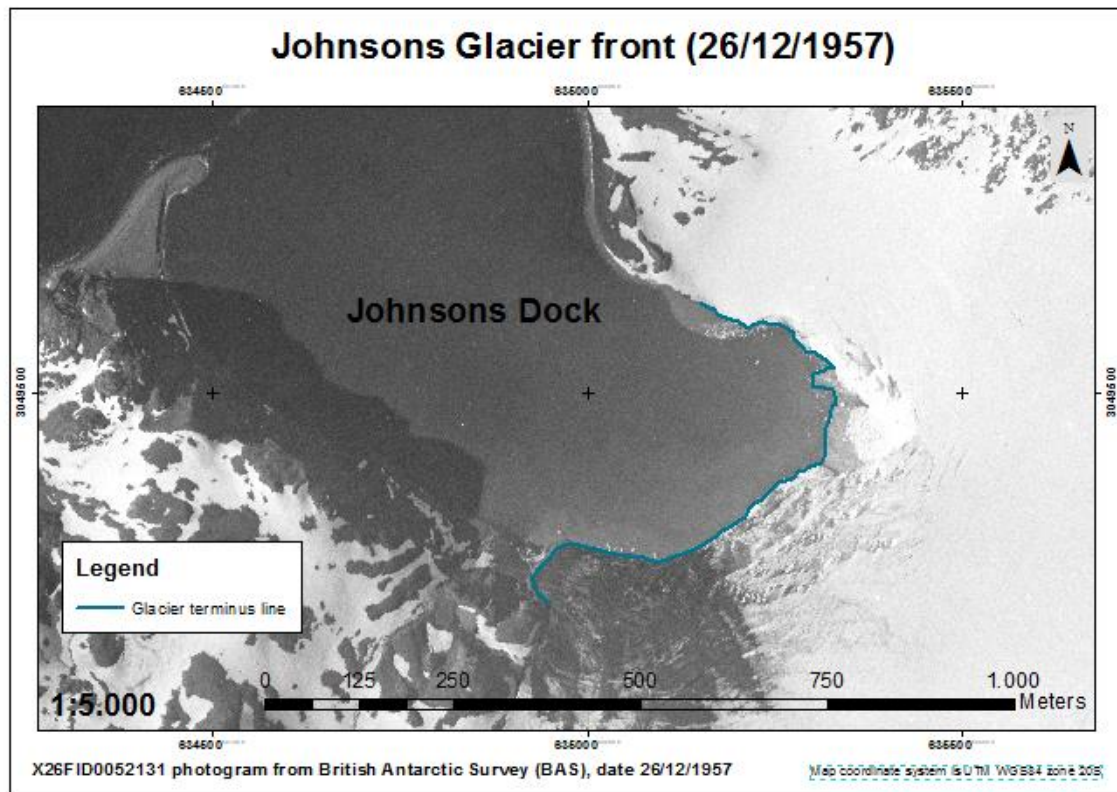 Johnsons Glacier front (26/12/1957)
634500 635000 635500
N
Johnsons Dock
3049500 3049500
Legend
Glacier terminus line
0 125 250 500 750 1.000
1:5.000 Meters
634500 635000 635500
X26FID0052131 photogram from British Antarctic Survey (BAS), date 26/12/1957
Map coordinate system is UTM WGS84 zone 20S